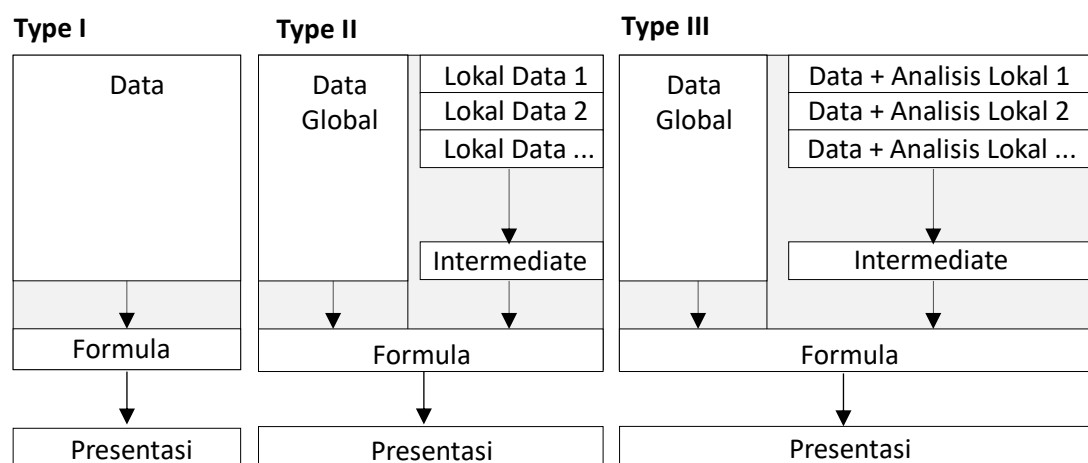 Type I
Data
Formula
Presentasi
Type II
Data
Global
Lokal Data 1
Lokal Data 2
Lokal Data ...
Intermediate
Formula
Presentasi
Type III
Data
Global
Data + Analisis Lokal 1
Data + Analisis Lokal 2
Data + Analisis Lokal ...
Intermediate
Formula
Presentasi